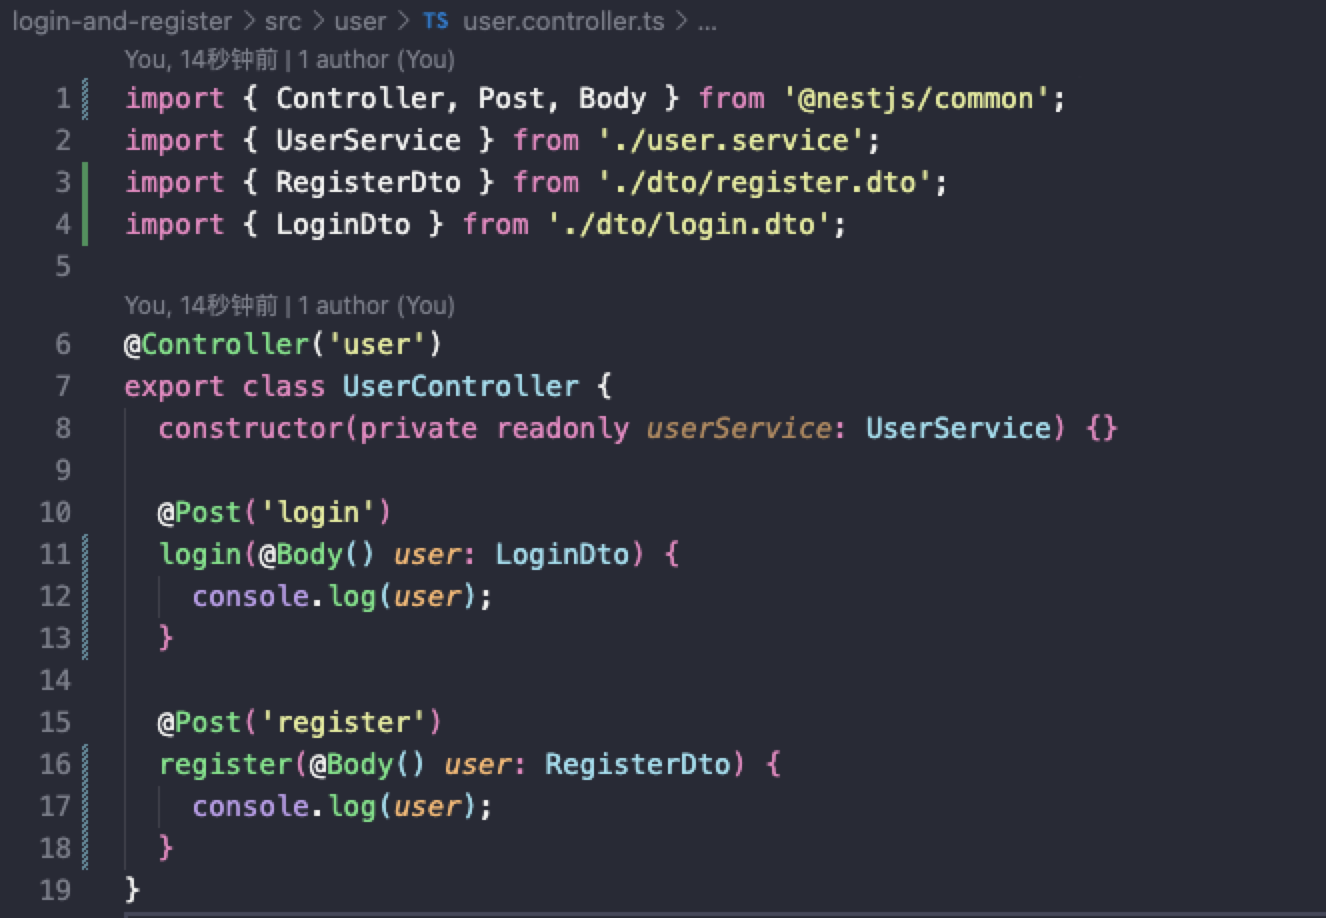 login-and-register > src > user > TS user.controller.ts > ...
You, 14秒钟前 | 1 author (You)
1 import { Controller, Post, Body } from '@nestjs/common';
2 import { UserService } from './user.service';
3 import { RegisterDto } from './dto/register.dto';
4 import { LoginDto } from './dto/login.dto';
5
You, 14秒钟前 | 1 author (You)
6 @Controller('user')
7 export class UserController {
8 constructor(private readonly userService: UserService) {}
9
10 @Post('login')
11 login(@Body() user: LoginDto) {
12 console.log(user);
13 }
14
15 @Post('register')
16 register(@Body() user: RegisterDto) {
17 console.log(user);
18 }
19 }